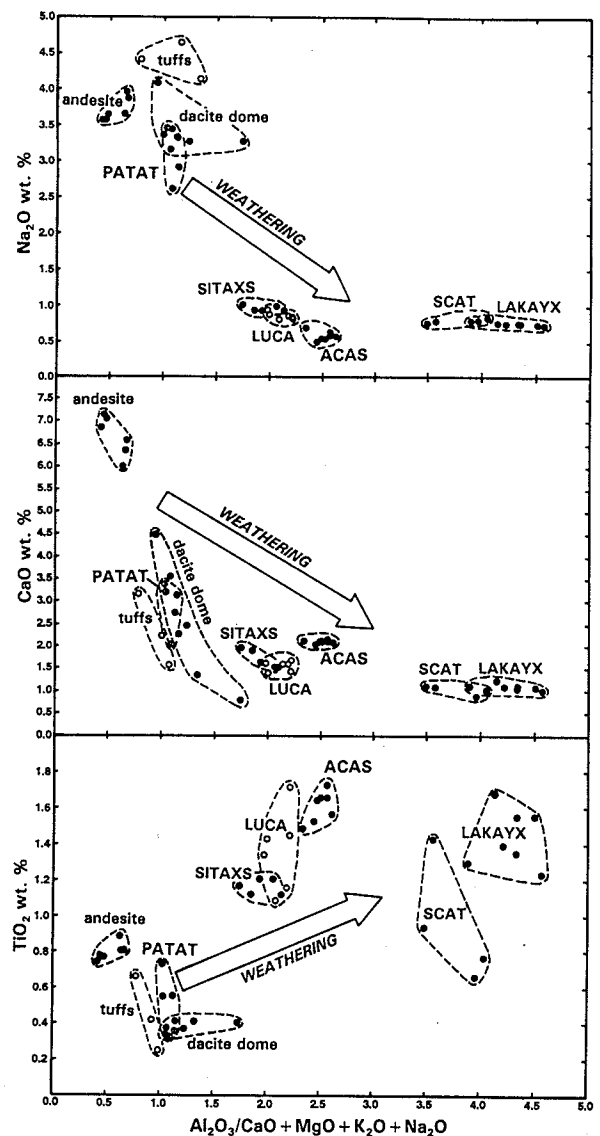 5.0
4.5
4.0
3.5
3.0
2.5
2.0
1.5
1.0
0.5
0.0
Na₂O wt. %
tuffs
andesite
dacite dome
PATAT
WEATHERING
SITAXS
SCAT
LAKAYX
LUCA
ACAS
7.5
7.0
6.5
6.0
5.5
5.0
4.5
4.0
3.5
3.0
2.5
2.0
1.5
1.0
0.5
0.0
CaO wt. %
andesite
WEATHERING
dacite dome
PATAT
tuffs
SITAXS
ACAS
LUCA
SCAT
LAKAYX
1.8
1.6
1.4
1.2
1.0
0.8
0.6
0.4
0.2
TiO₂ wt. %
ACAS
LUCA
LAKAYX
SITAXS
SCAT
andesite
PATAT
WEATHERING
tuffs
dacite dome
0.0 0.5 1.0 1.5 2.0 2.5 3.0 3.5 4.0 4.5 5.0
Al₂O₃/CaO + MgO + K₂O + Na₂O